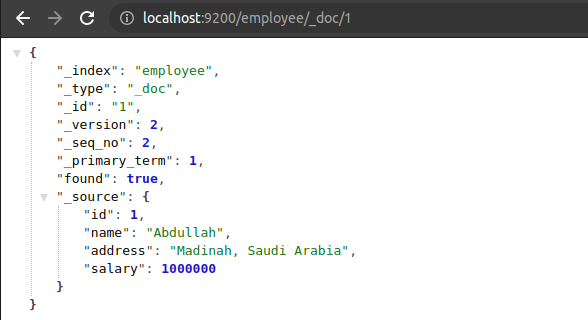 localhost:9200/employee/_doc/1
{
"_index": "employee",
"_type": "_doc",
"_id": "1",
"_version": 2,
"_seq_no": 2,
"_primary_term": 1,
"found": true,
"_source": {
"id": 1,
"name": "Abdullah",
"address": "Madinah, Saudi Arabia",
"salary": 1000000
}
}